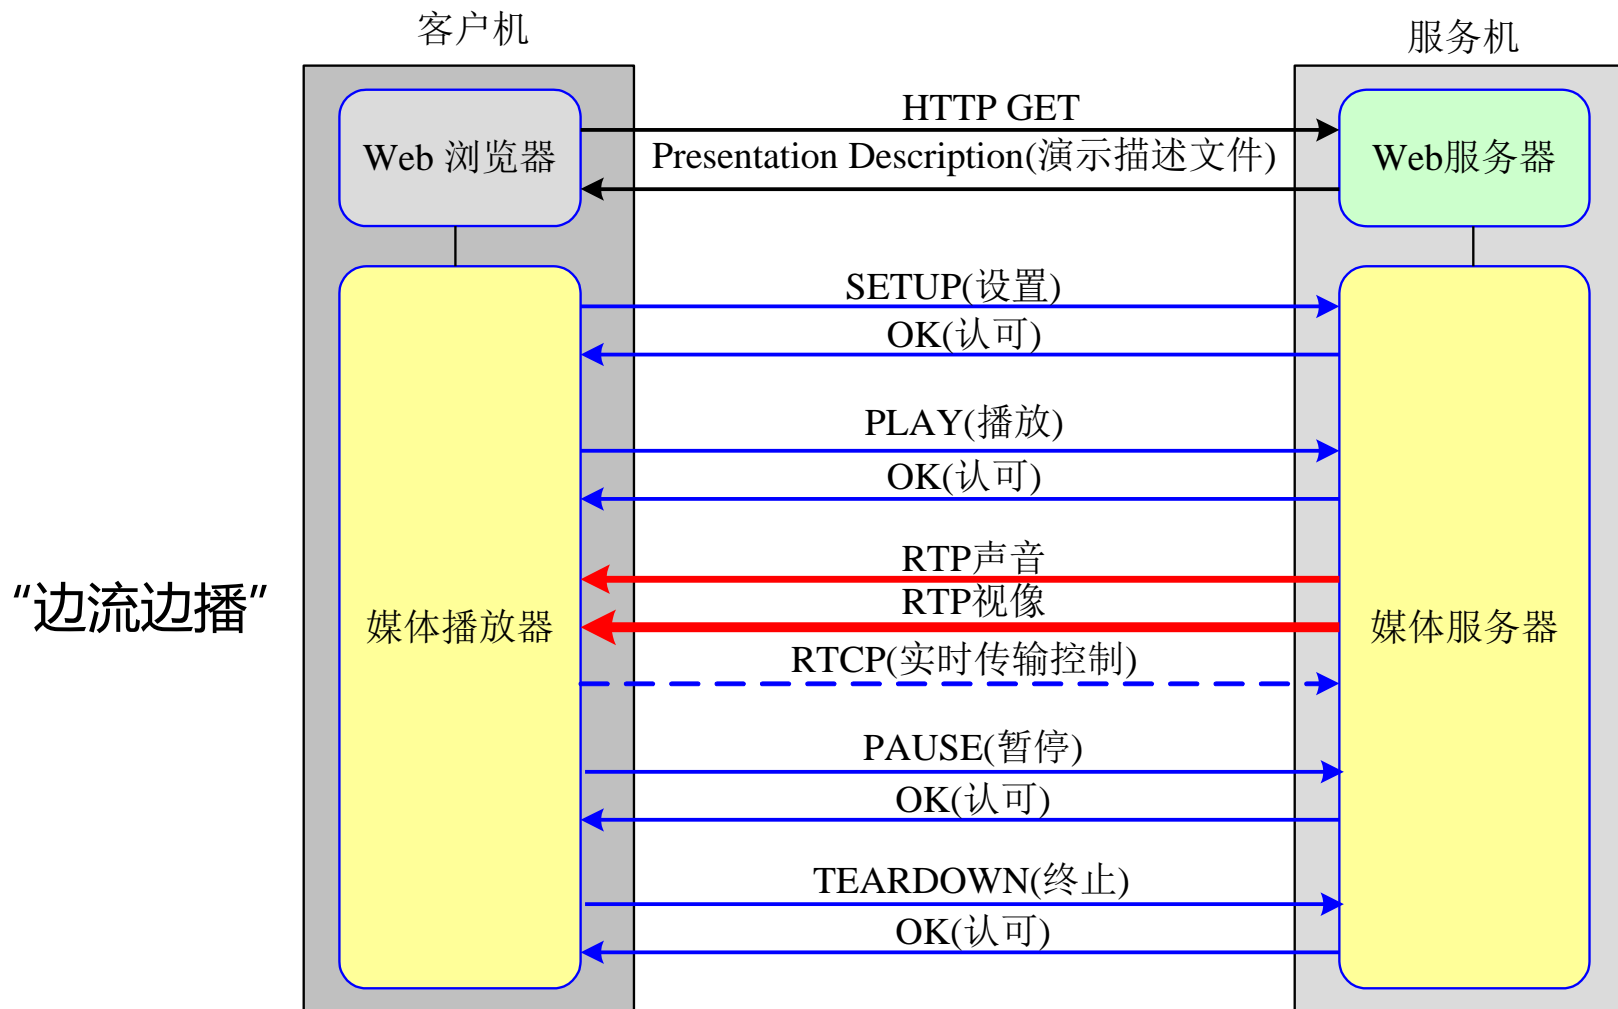 客户机
服务机
HTTP GET
Web 浏览器
Presentation Description(演示描述文件)
Web服务器
SETUP(设置)
OK(认可)
PLAY(播放)
OK(认可)
RTP声音
“边流边播”
媒体播放器
RTP视像
媒体服务器
RTCP(实时传输控制)
PAUSE(暂停)
OK(认可)
TEARDOWN(终止)
OK(认可)